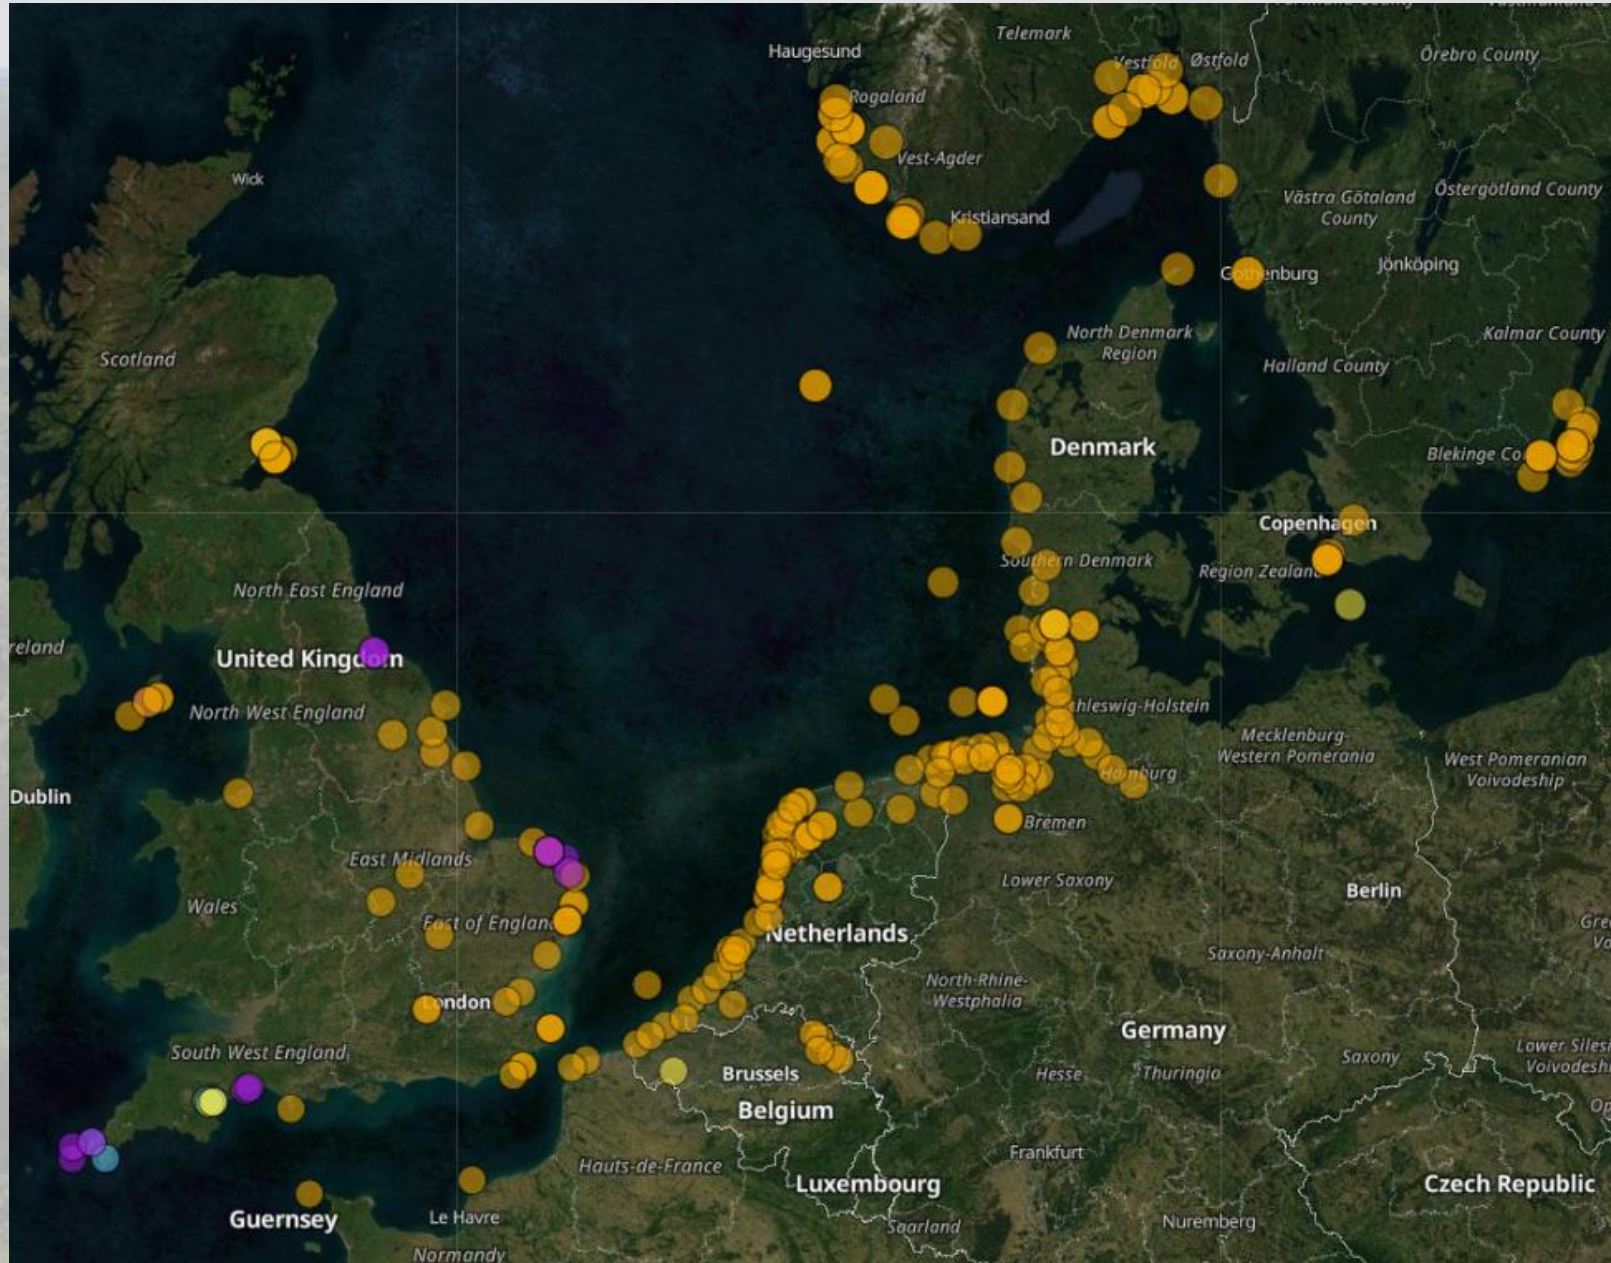 Telemark
Haugesund
Vestfold
Østfold
Örebro County
Rogaland
Wick
Vest-Agder
Kristiansand
Västra Götaland
County
Östergötland County
Gothenburg
Jönköping
Scotland
North Denmark
Region
Halland County
Kalmar County
Denmark
Blekinge Co
Copenhagen
North East England
Southern Denmark
Region Zealand
reland
United Kingdom
North West England
chleswig-Holstein
Mecklenburg-
Western Pomerania
West Pomeranian
Voivodeship
Dublin
Hamburg
Bremen
East Midlands
Wales
Lower Saxony
Berlin
East of England
Netherlands
Saxony-Anhalt
North-Rhine-
Westphalia
London
Germany
South West England
Brussels
Belgium
Hesse
Thuringia
Saxony
Lower Silesi
Voivodeshi
Op
Frankfurt
Hauts-de-France
Luxembourg
Czech Republic
Guernsey
Le Havre
Saarland
Nuremberg
Normandy